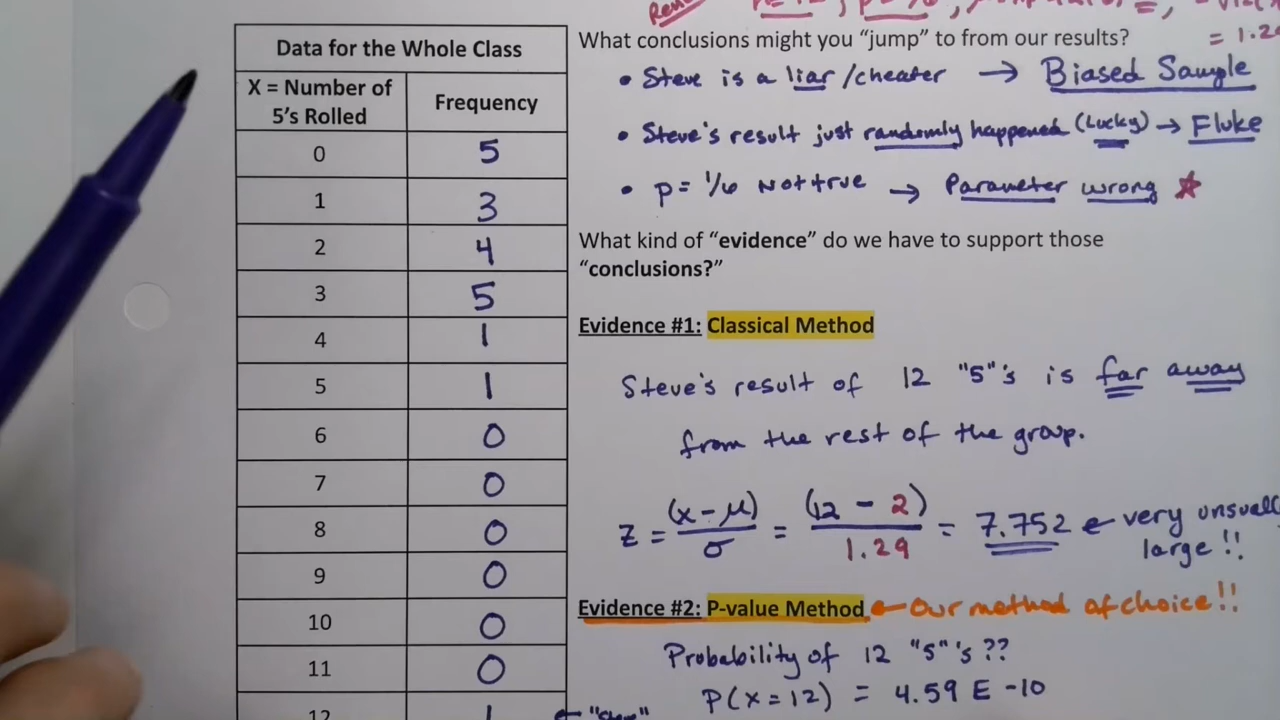 Data for the Whole Class
X = Number of
5's Rolled
Frequency
0 5
1 3
2 4
3 5
4 1
5 1
6 0
7 0
8 0
9 0
10 0
11 0
12 1 ← "Steve"
= 1.29
What conclusions might you “jump” to from our results?
• Steve is a liar/cheater → Biased Sample
• Steve's result just randomly happened (Lucky) → Fluke
• p = 1/6 Not true → Parameter wrong ☆
What kind of “evidence” do we have to support those
“conclusions?”
Evidence #1: Classical Method
Steve's result of 12 "5"'s is far away
from the rest of the group.
Z = (x - μ) / σ = (12 - 2) / 1.29 = 7.752 ← very unsuall
large !!
Evidence #2: P-value Method ← Our method of choice!!
Probability of 12 "5"'s ??
P(x = 12) = 4.59 E -10